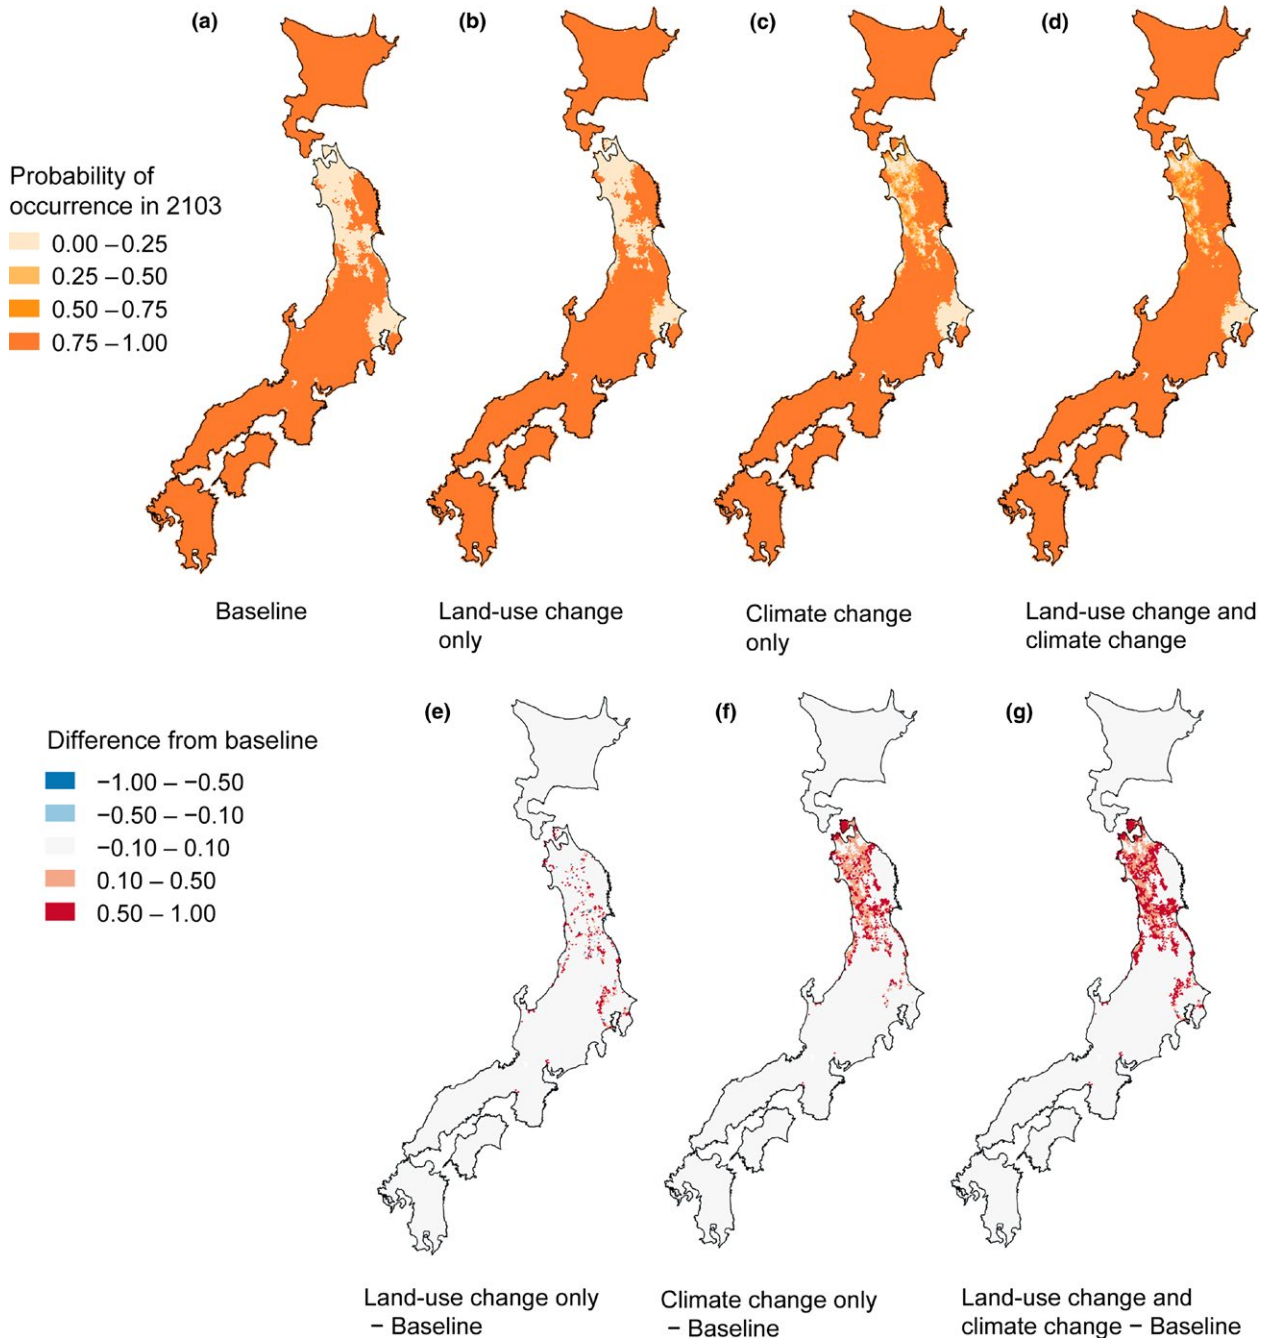 (a)
(b)
(c)
(d)
Probability of
occurrence in 2103
0.00 – 0.25
0.25 – 0.50
0.50 – 0.75
0.75 – 1.00
Baseline
Land-use change
only
Climate change
only
Land-use change and
climate change
(e)
(f)
(g)
Difference from baseline
−1.00 – −0.50
−0.50 – −0.10
−0.10 – 0.10
0.10 – 0.50
0.50 – 1.00
Land-use change only
– Baseline
Climate change only
– Baseline
Land-use change and
climate change – Baseline